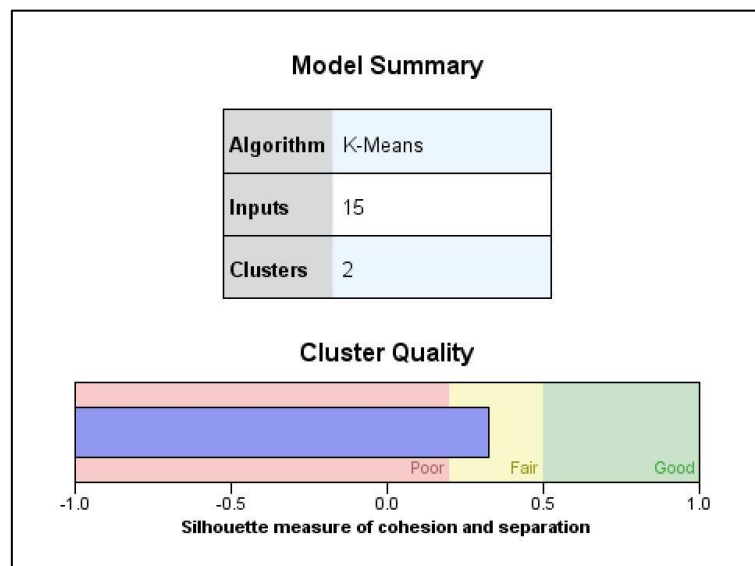 Model Summary
Algorithm K-Means
Inputs 15
Clusters 2
Cluster Quality
Poor Fair Good
-1.0 -0.5 0.0 0.5 1.0
Silhouette measure of cohesion and separation